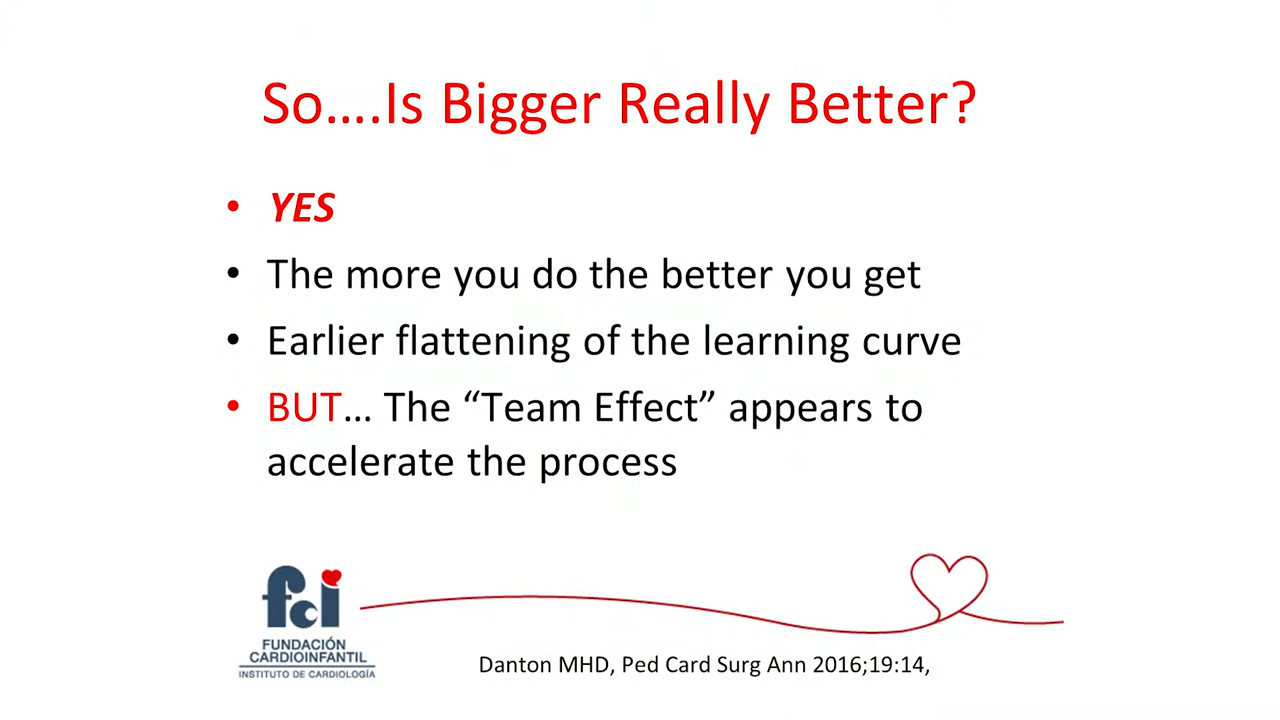 So....Is Bigger Really Better?
• YES
• The more you do the better you get
• Earlier flattening of the learning curve
• BUT... The “Team Effect” appears to
accelerate the process
fci
FUNDACIÓN
CARDIOINFANTIL
INSTITUTO DE CARDIOLOGÍA
Danton MHD, Ped Card Surg Ann 2016;19:14,